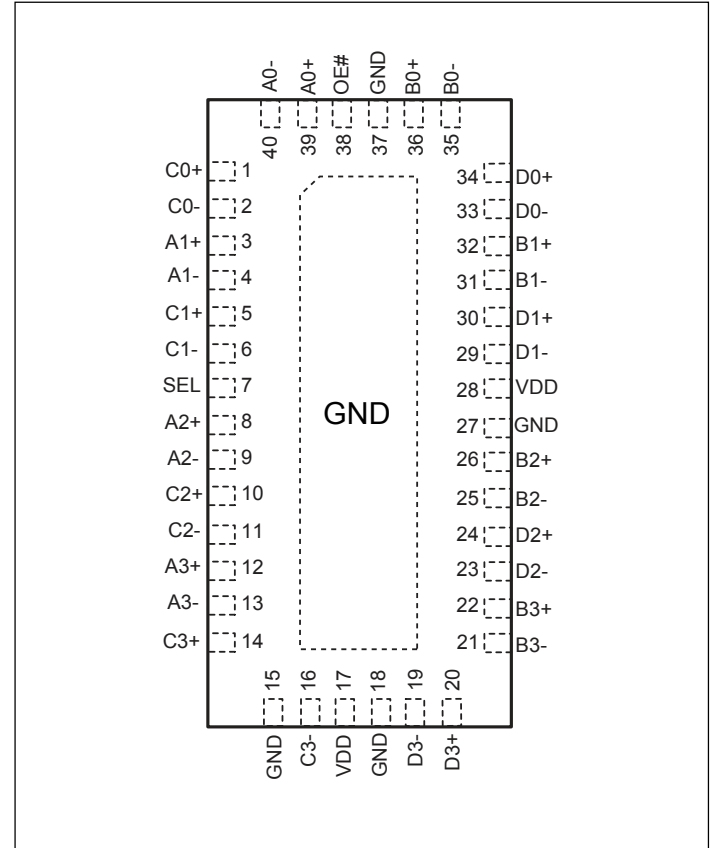 A0- A0+ OE# GND B0+ B0-
40 39 38 37 36 35
C0+ 1 34 D0+
C0- 2 33 D0-
A1+ 3 32 B1+
A1- 4 31 B1-
C1+ 5 30 D1+
C1- 6 29 D1-
SEL 7 28 VDD
A2+ 8 27 GND
A2- 9 26 B2+
C2+ 10 25 B2-
C2- 11 24 D2+
A3+ 12 23 D2-
A3- 13 22 B3+
C3+ 14 21 B3-
GND
15 16 17 18 19 20
GND C3- VDD GND D3- D3+